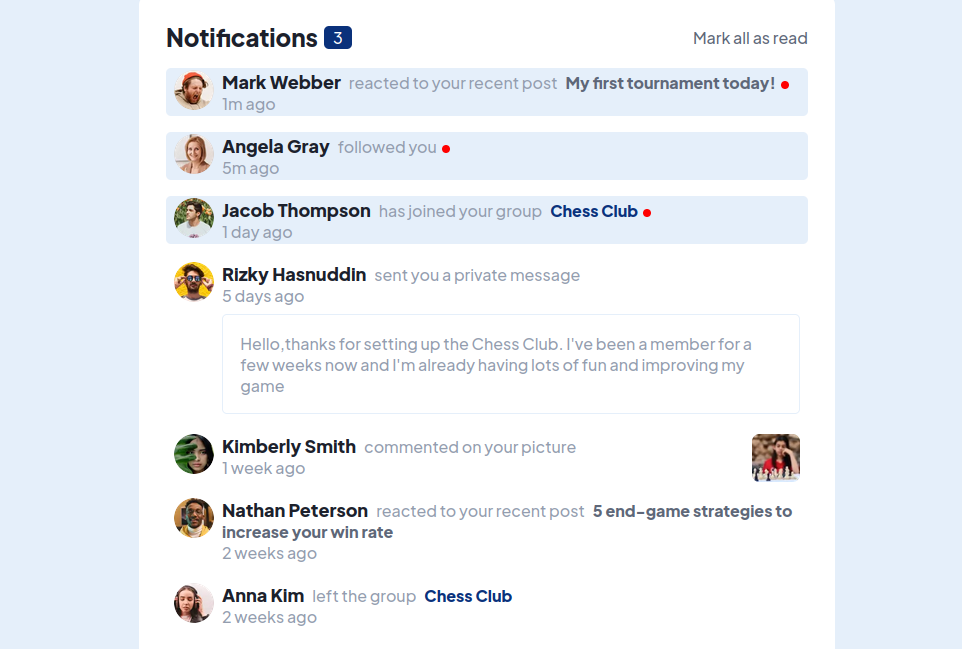 Notifications 3 Mark all as read
Mark Webber reacted to your recent post My first tournament today!
1m ago
Angela Gray followed you
5m ago
Jacob Thompson has joined your group Chess Club
1 day ago
Rizky Hasnuddin sent you a private message
5 days ago
Hello,thanks for setting up the Chess Club. I've been a member for a
few weeks now and I'm already having lots of fun and improving my
game
Kimberly Smith commented on your picture
1 week ago
Nathan Peterson reacted to your recent post 5 end-game strategies to
increase your win rate
2 weeks ago
Anna Kim left the group Chess Club
2 weeks ago